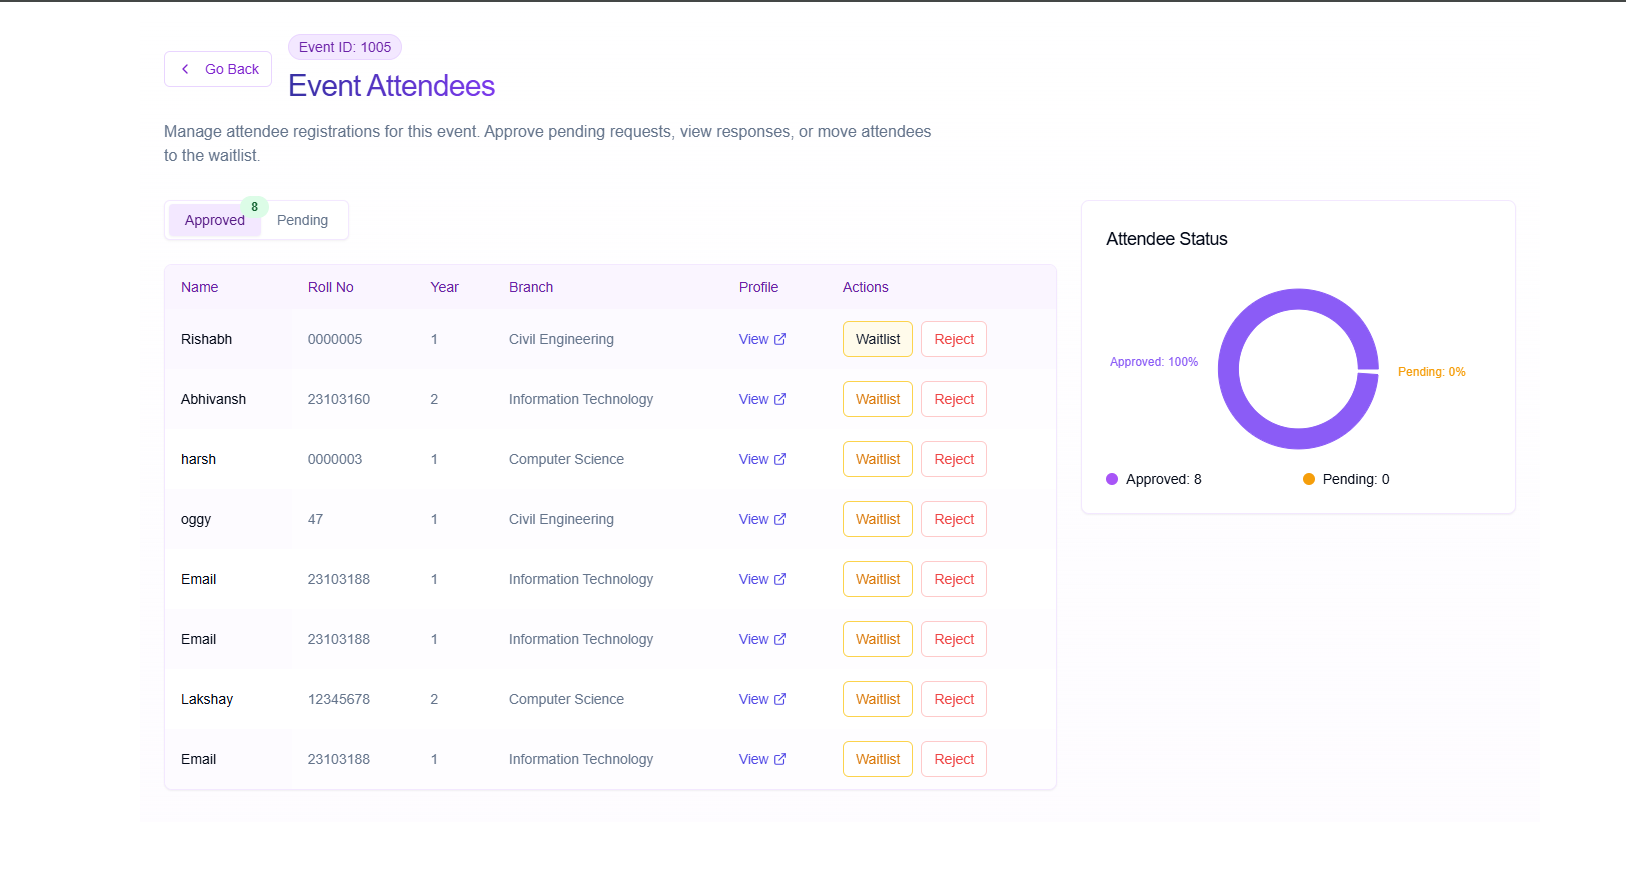 Event ID: 1005
Go Back
Event Attendees
Manage attendee registrations for this event. Approve pending requests, view responses, or move attendees
to the waitlist.
Approved 8 Pending
Name Roll No Year Branch Profile Actions
Rishabh 0000005 1 Civil Engineering View Waitlist Reject
Abhivansh 23103160 2 Information Technology View Waitlist Reject
harsh 0000003 1 Computer Science View Waitlist Reject
oggy 47 1 Civil Engineering View Waitlist Reject
Email 23103188 1 Information Technology View Waitlist Reject
Email 23103188 1 Information Technology View Waitlist Reject
Lakshay 12345678 2 Computer Science View Waitlist Reject
Email 23103188 1 Information Technology View Waitlist Reject
Attendee Status
Approved: 100%
Pending: 0%
Approved: 8 Pending: 0